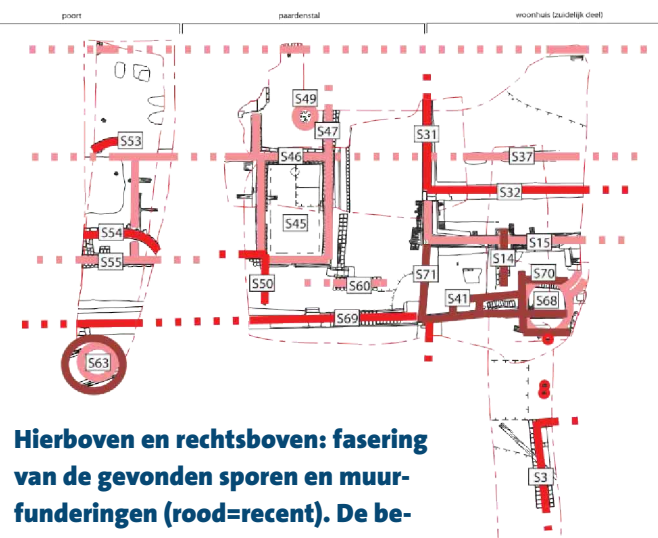 poort paardenstal woonhuis (zuidelijk deel)
S49
S53
S47
S31
S46
S37
S32
S45
S54
S15
S55
S14
S71
S70
S50
S60
S41
S68
S69
S63
S3
Hierboven en rechtsboven: fasering
van de gevonden sporen en muur-
funderingen (rood=recent). De be-